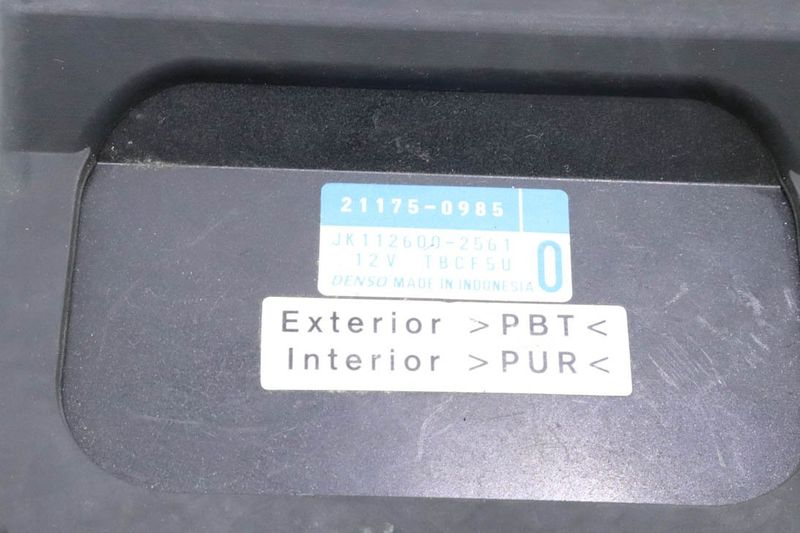 21175-0985
JK112600-2561
12V TBCF5U
0
DENSO MADE IN INDONESIA
Exterior >PBT<
Interior >PUR<